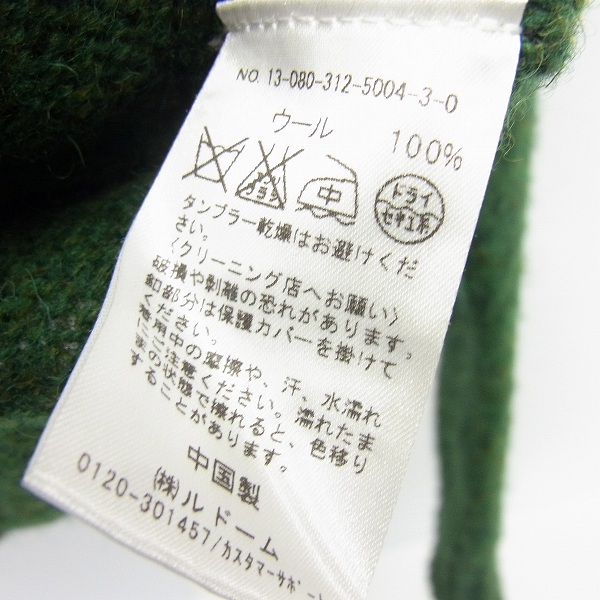 NO. 13-080-312-5004-3-0
ウール 100%
エンソ サラシ 中 ドライ セキユ系
タンブラー乾燥はお避けくだ
さい。
〈クリーニング店へお願い〉
破損や剥離の恐れがあります。
釦部分は保護カバーを掛けて
ください。
着用中の摩擦や、汗、水濡れ
にご注意ください。濡れたま
まの状態で擦れると、色移り
することがあります。
中国製
(株)ルドーム
0120-301457/カスタマーサポー